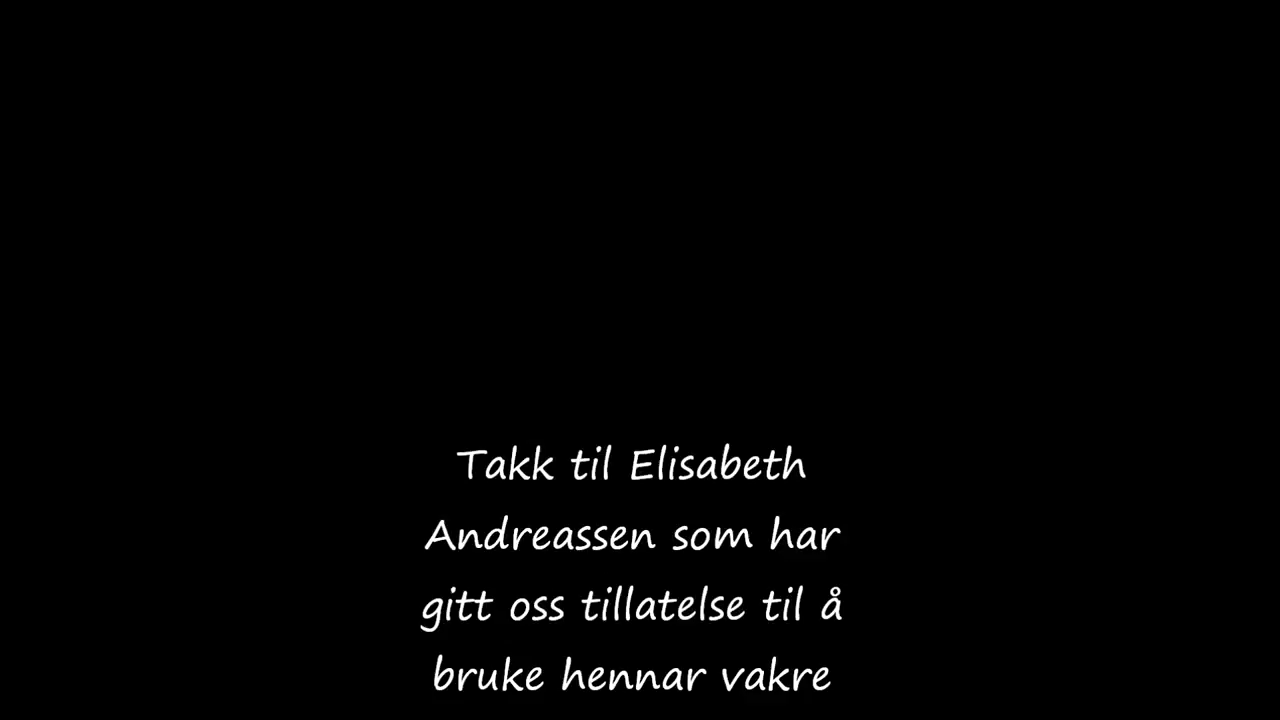 Takk til Elisabeth
Andreassen som har
gitt oss tillatelse til å
bruke hennar vakre